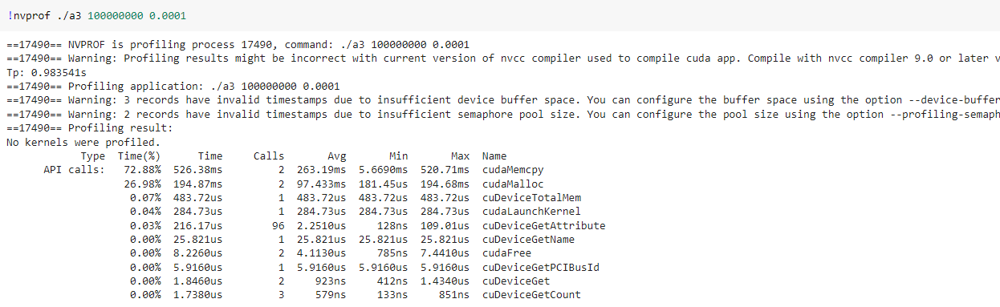 !nvprof ./a3 100000000 0.0001
==17490== NVPROF is profiling process 17490, command: ./a3 100000000 0.0001
==17490== Warning: Profiling results might be incorrect with current version of nvcc compiler used to compile cuda app. Compile with nvcc compiler 9.0 or later v
Tp: 0.983541s
==17490== Profiling application: ./a3 100000000 0.0001
==17490== Warning: 3 records have invalid timestamps due to insufficient device buffer space. You can configure the buffer space using the option --device-buffer
==17490== Warning: 2 records have invalid timestamps due to insufficient semaphore pool size. You can configure the pool size using the option --profiling-semaph
==17490== Profiling result:
No kernels were profiled.
Type Time(%) Time Calls Avg Min Max Name
API calls: 72.88% 526.38ms 2 263.19ms 5.6690ms 520.71ms cudaMemcpy
26.98% 194.87ms 2 97.433ms 181.45us 194.68ms cudaMalloc
0.07% 483.72us 1 483.72us 483.72us 483.72us cuDeviceTotalMem
0.04% 284.73us 1 284.73us 284.73us 284.73us cudaLaunchKernel
0.03% 216.17us 96 2.2510us 128ns 109.01us cuDeviceGetAttribute
0.00% 25.821us 1 25.821us 25.821us 25.821us cuDeviceGetName
0.00% 8.2260us 2 4.1130us 785ns 7.4410us cudaFree
0.00% 5.9160us 1 5.9160us 5.9160us 5.9160us cuDeviceGetPCIBusId
0.00% 1.8460us 2 923ns 412ns 1.4340us cuDeviceGet
0.00% 1.7380us 3 579ns 133ns 851ns cuDeviceGetCount